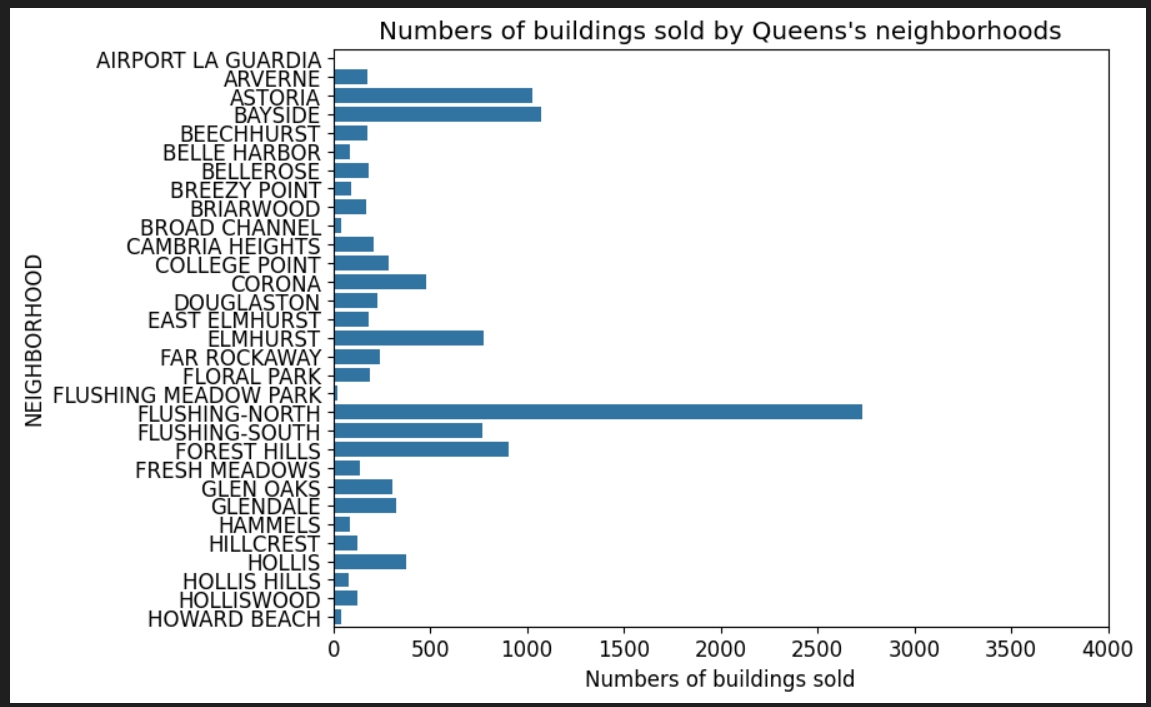 Numbers of buildings sold by Queens's neighborhoods
NEIGHBORHOOD
AIRPORT LA GUARDIA
ARVERNE
ASTORIA
BAYSIDE
BEECHHURST
BELLE HARBOR
BELLEROSE
BREEZY POINT
BRIARWOOD
BROAD CHANNEL
CAMBRIA HEIGHTS
COLLEGE POINT
CORONA
DOUGLASTON
EAST ELMHURST
ELMHURST
FAR ROCKAWAY
FLORAL PARK
FLUSHING MEADOW PARK
FLUSHING-NORTH
FLUSHING-SOUTH
FOREST HILLS
FRESH MEADOWS
GLEN OAKS
GLENDALE
HAMMELS
HILLCREST
HOLLIS
HOLLIS HILLS
HOLLISWOOD
HOWARD BEACH
0 500 1000 1500 2000 2500 3000 3500 4000
Numbers of buildings sold